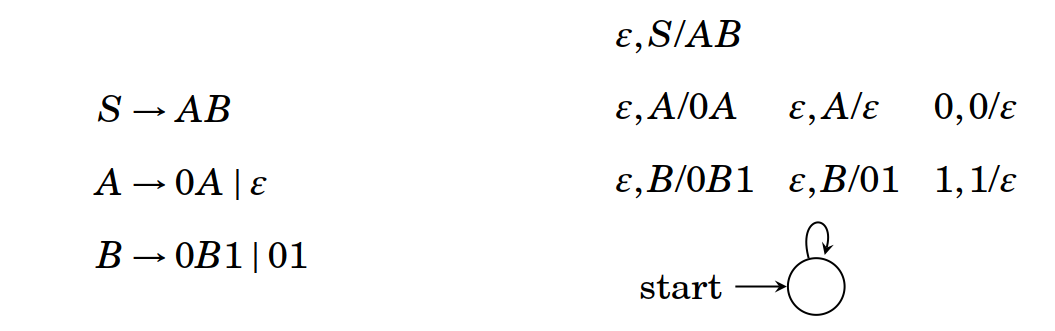 S → AB
A → 0A | ε
B → 0B1 | 01
ε,S/AB
ε,A/0A ε,A/ε 0,0/ε
ε,B/0B1 ε,B/01 1,1/ε
start